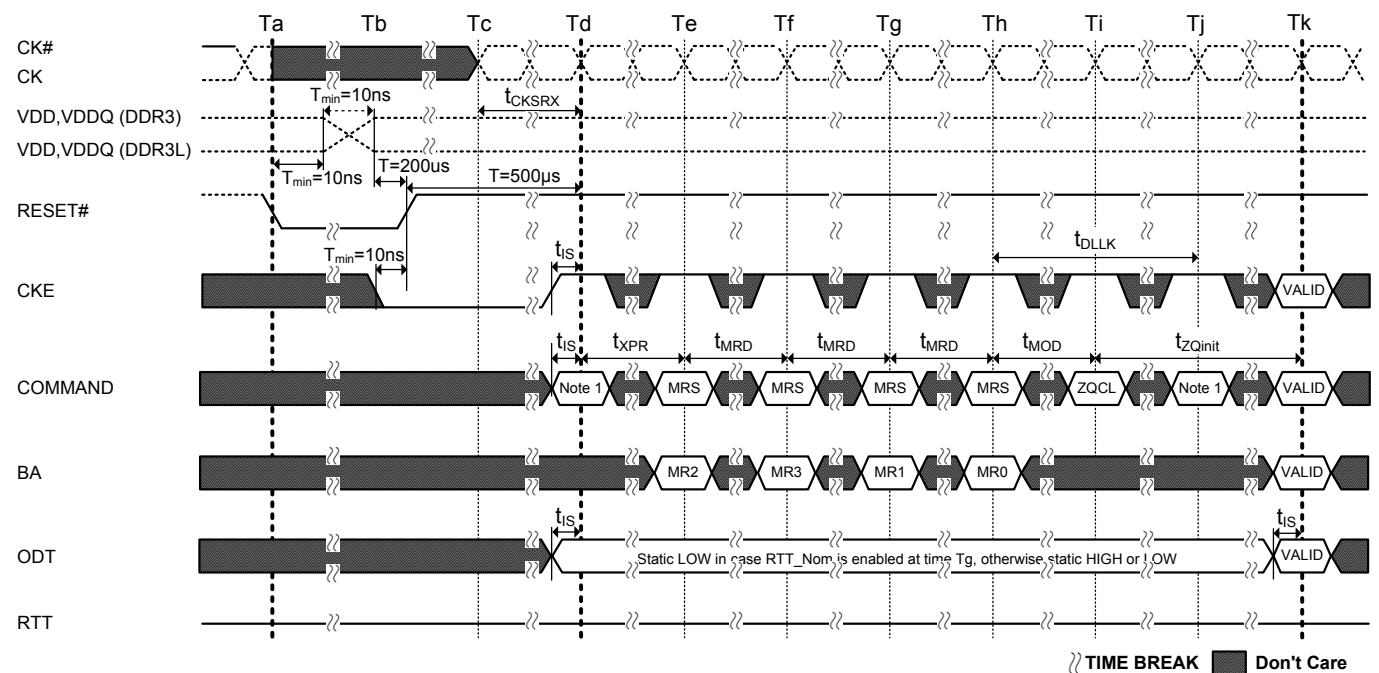 Ta Tb Tc Td Te Tf Tg Th Ti Tj Tk
CK#
CK
Tmin=10ns
tCKSRX
VDD,VDDQ (DDR3)
VDD,VDDQ (DDR3L)
Tmin=10ns
T=200us
T=500µs
RESET#
Tmin=10ns
tIS
tDLLK
CKE
VALID
tIS tXPR tMRD tMRD tMRD tMOD tZQinit
COMMAND
Note 1 MRS MRS MRS MRS ZQCL Note 1 VALID
BA
MR2 MR3 MR1 MR0 VALID
tIS tIS
ODT
Static LOW in case RTT_Nom is enabled at time Tg, otherwise static HIGH or LOW
VALID
RTT
TIME BREAK Don't Care